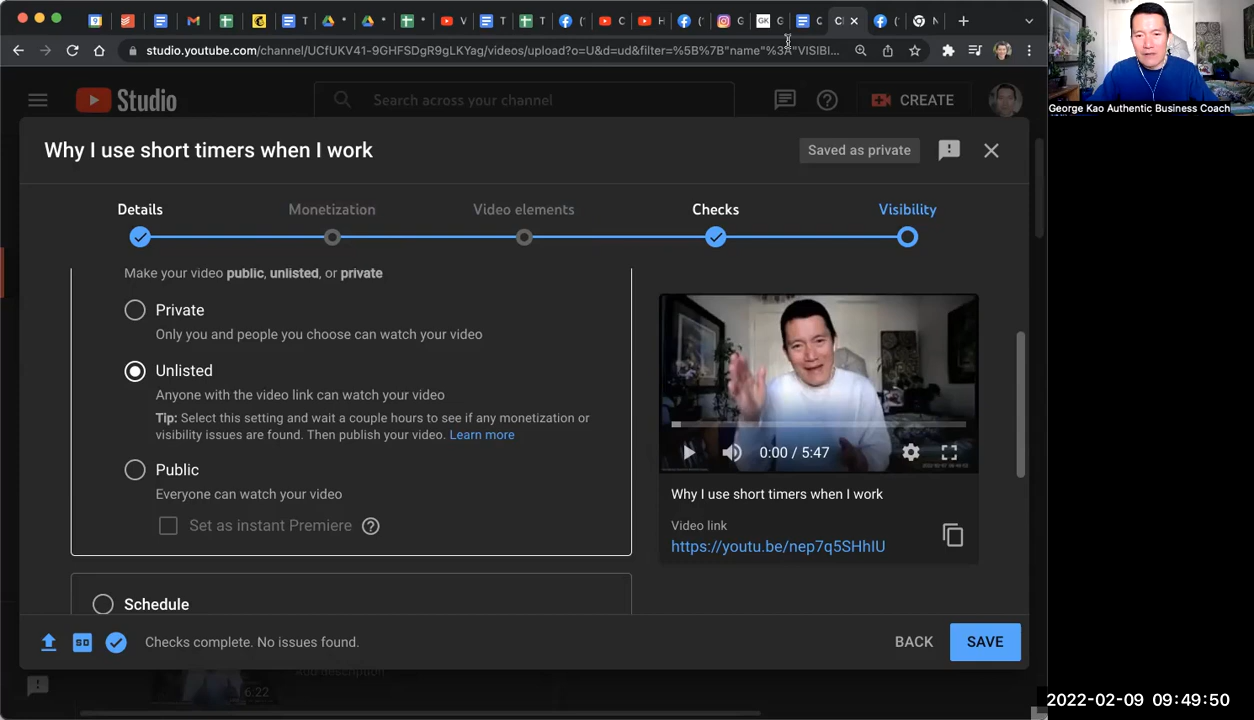 studio.youtube.com/channel/UCfUKV41-9GHFSDgR9gLKYag/videos/upload?o=U&d=ud&filter=%5B%7B"name"%3A"VISIBI...
George Kao Authentic Business Coach
Studio
Search across your channel
CREATE
Why I use short timers when I work
Saved as private
Details
Monetization
Video elements
Checks
Visibility
Make your video public, unlisted, or private
Private
Only you and people you choose can watch your video
Unlisted
Anyone with the video link can watch your video
Tip: Select this setting and wait a couple hours to see if any monetization or
visibility issues are found. Then publish your video. Learn more
Public
Everyone can watch your video
Set as instant Premiere
Schedule
0:00 / 5:47
Why I use short timers when I work
Video link
https://youtu.be/nep7q5SHhIU
SD
Checks complete. No issues found.
BACK
SAVE
6:22
2022-02-09 09:49:50